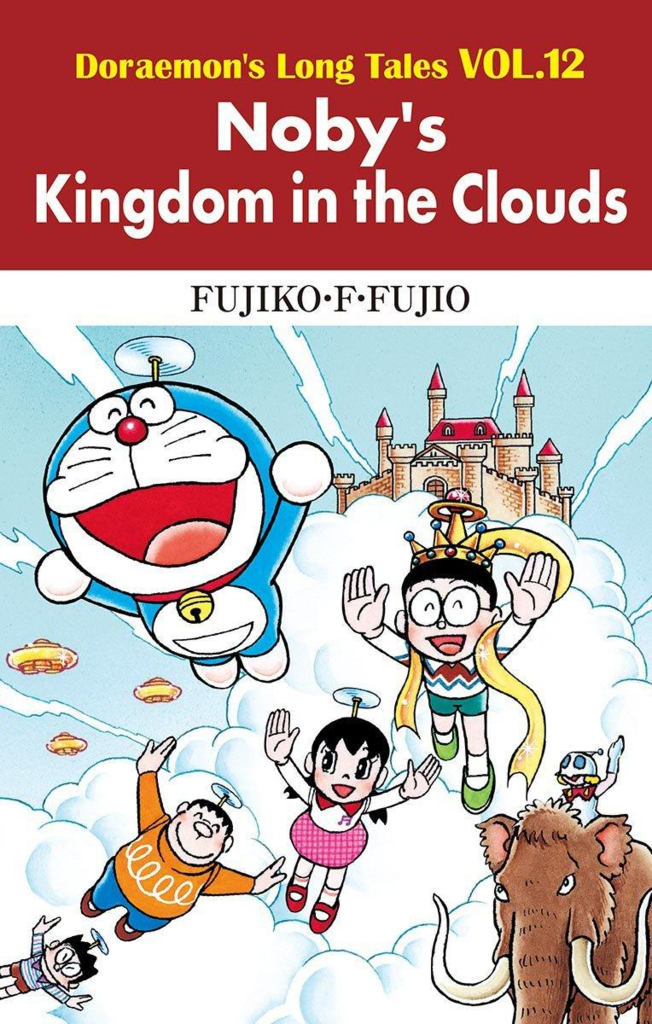 Doraemon's Long Tales VOL.12
Noby's
Kingdom in the Clouds
FUJIKO・F・FUJIO